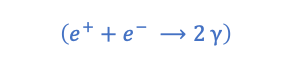 (e⁺ + e⁻ → 2 γ)